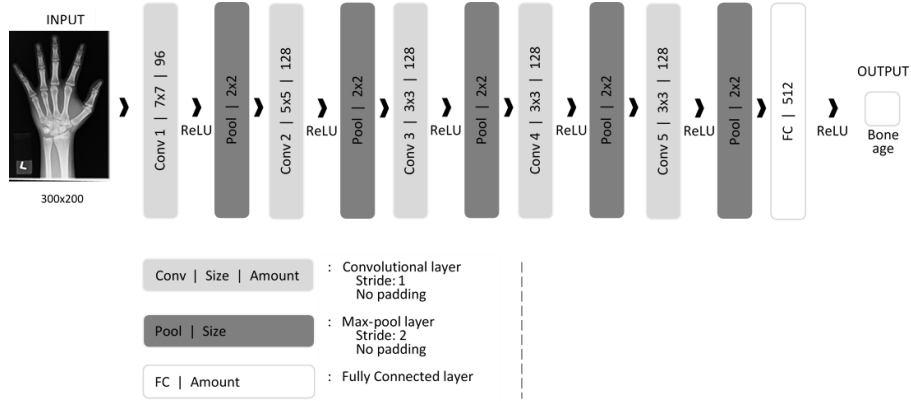 INPUT
L
300x200
Conv 1 | 7x7 | 96
ReLU
Pool | 2x2
Conv 2 | 5x5 | 128
ReLU
Pool | 2x2
Conv 3 | 3x3 | 128
ReLU
Pool | 2x2
Conv 4 | 3x3 | 128
ReLU
Pool | 2x2
Conv 5 | 3x3 | 128
ReLU
Pool | 2x2
FC | 512
ReLU
OUTPUT
Bone
age
Conv | Size | Amount
: Convolutional layer
Stride: 1
No padding
Pool | Size
: Max-pool layer
Stride: 2
No padding
FC | Amount
: Fully Connected layer